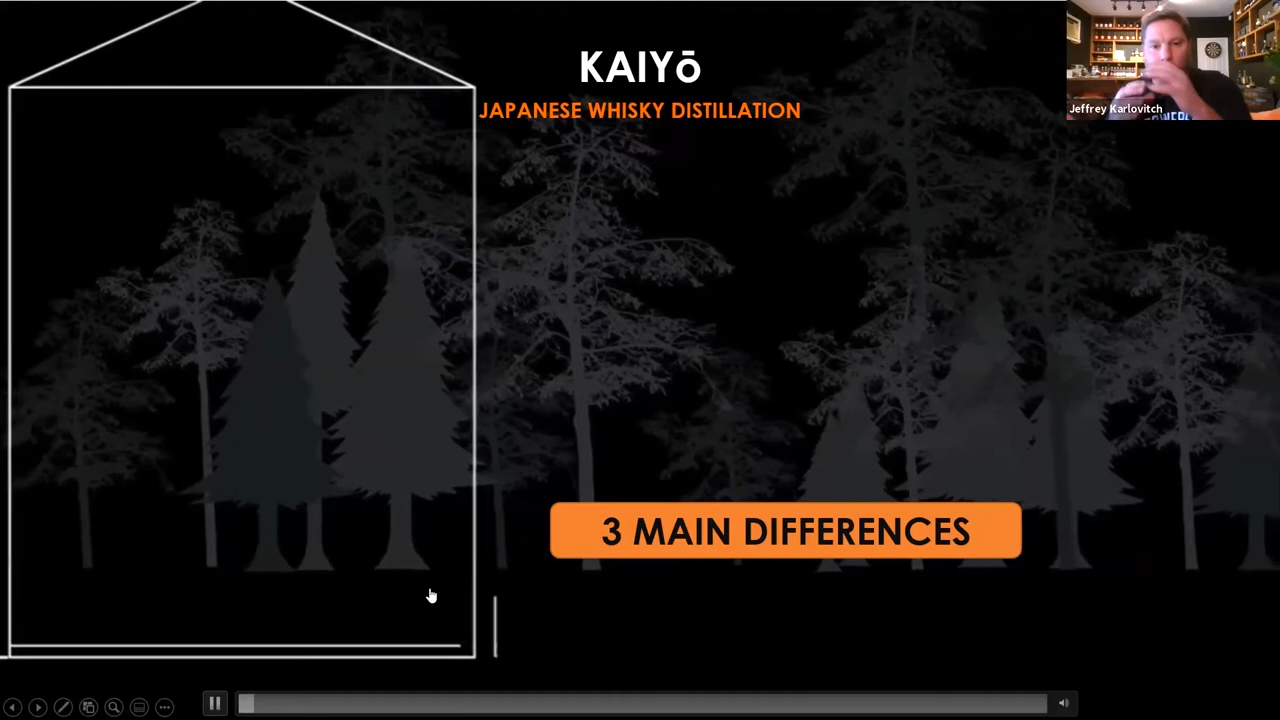 KAIYō
JAPANESE WHISKY DISTILLATION
Jeffrey Karlovitch
3 MAIN DIFFERENCES